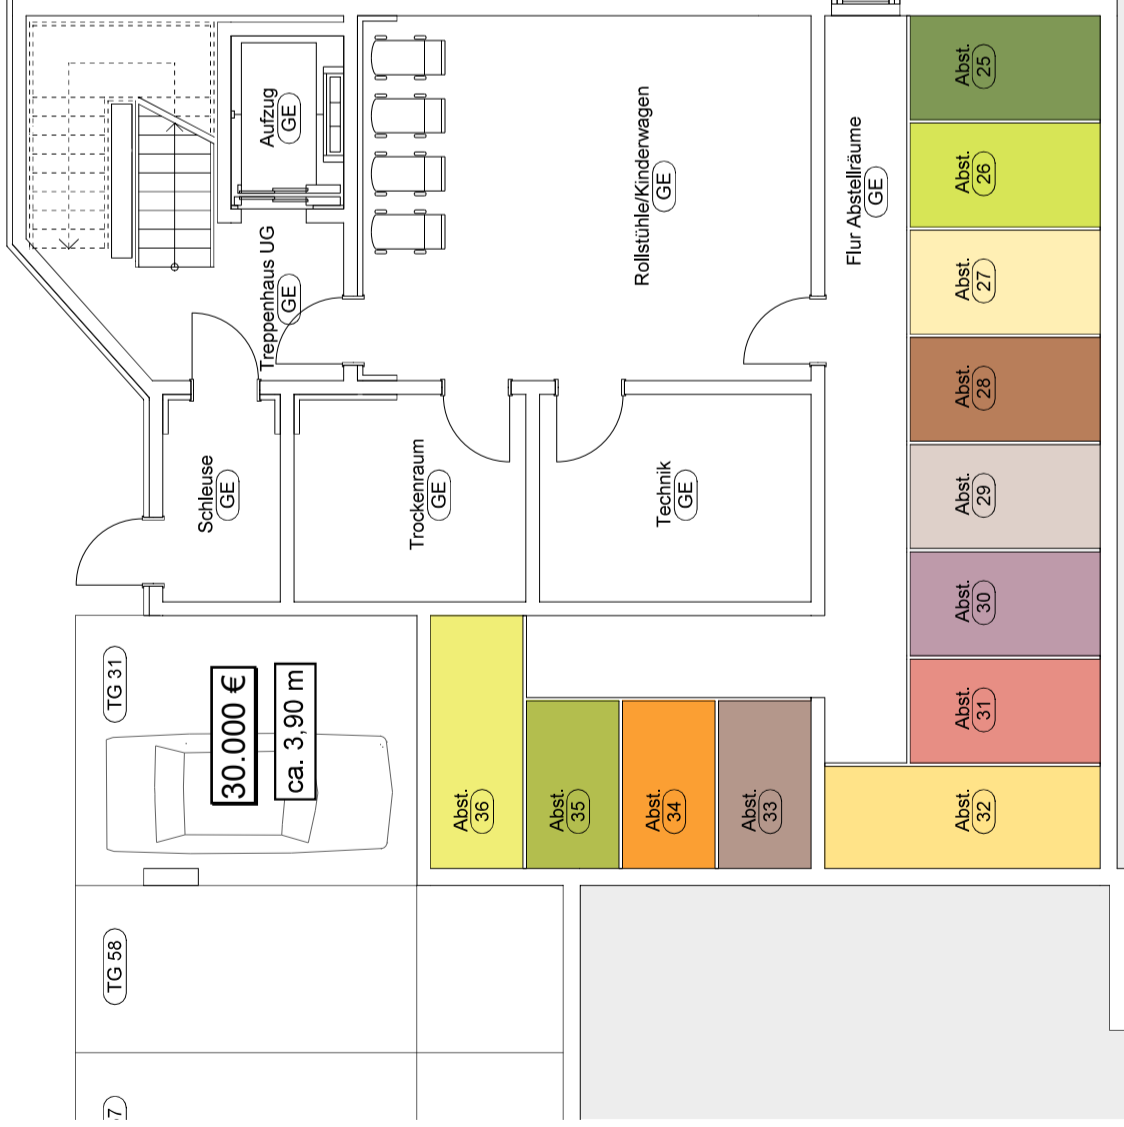 Aufzug
GE
Treppenhaus UG
GE
Rollstühle/Kinderwagen
GE
Flur Abstellräume
GE
Abst.
25
Abst.
26
Abst.
27
Abst.
28
Abst.
29
Abst.
30
Abst.
31
Abst.
32
Schleuse
GE
Trockenraum
GE
Technik
GE
TG 31
30.000 €
ca. 3,90 m
Abst.
36
Abst.
35
Abst.
34
Abst.
33
TG 58